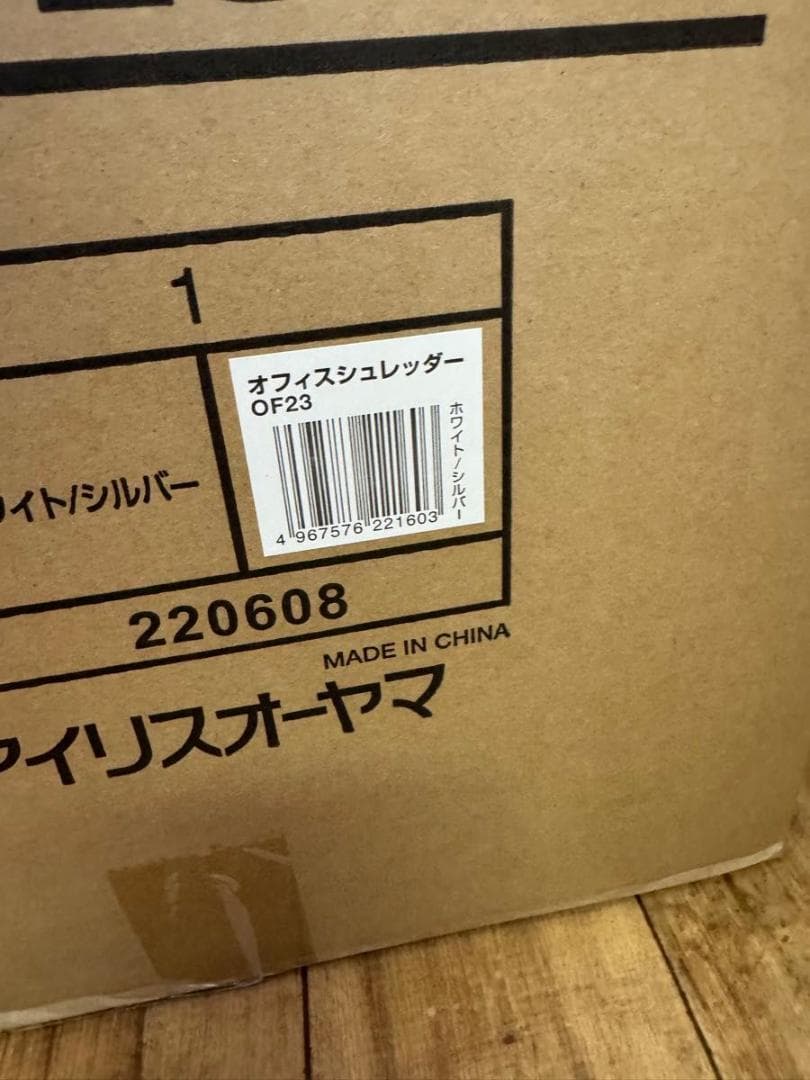 1
オフィスシュレッダー
OF23
ホワイト/シルバー
4 967576 221603
イト/シルバー
220608
MADE IN CHINA
アイリスオーヤマ